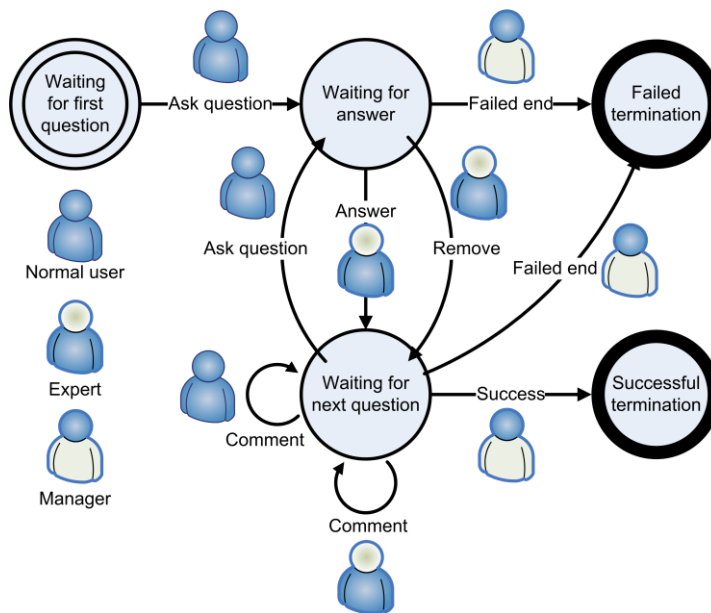 Waiting
for first
question
Ask question
Waiting for
answer
Failed end
Failed
termination
Normal user
Ask question
Answer
Remove
Failed end
Expert
Manager
Waiting for
next question
Success
Successful
termination
Comment
Comment